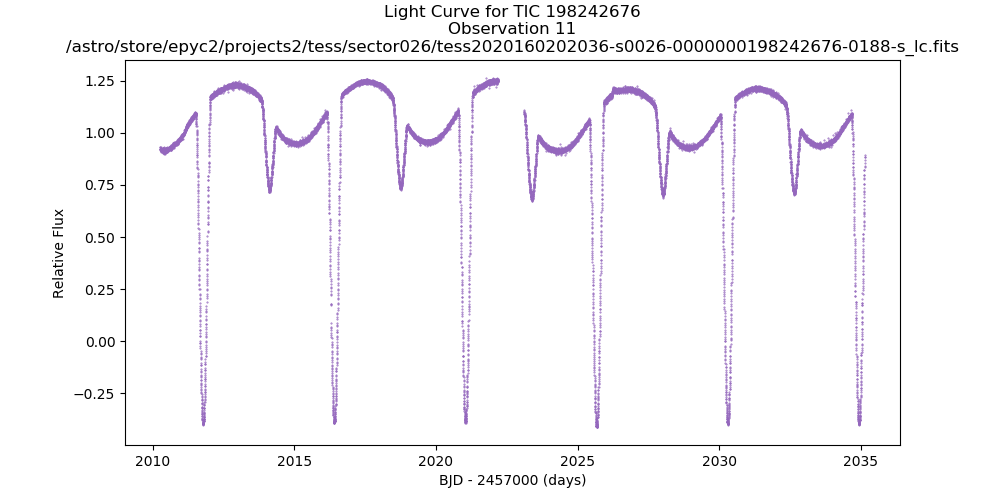 Light Curve for TIC 198242676
Observation 11
/astro/store/epyc2/projects2/tess/sector026/tess2020160202036-s0026-0000000198242676-0188-s_lc.fits
1.25
1.00
0.75
0.50
0.25
0.00
−0.25
Relative Flux
2010 2015 2020 2025 2030 2035
BJD - 2457000 (days)